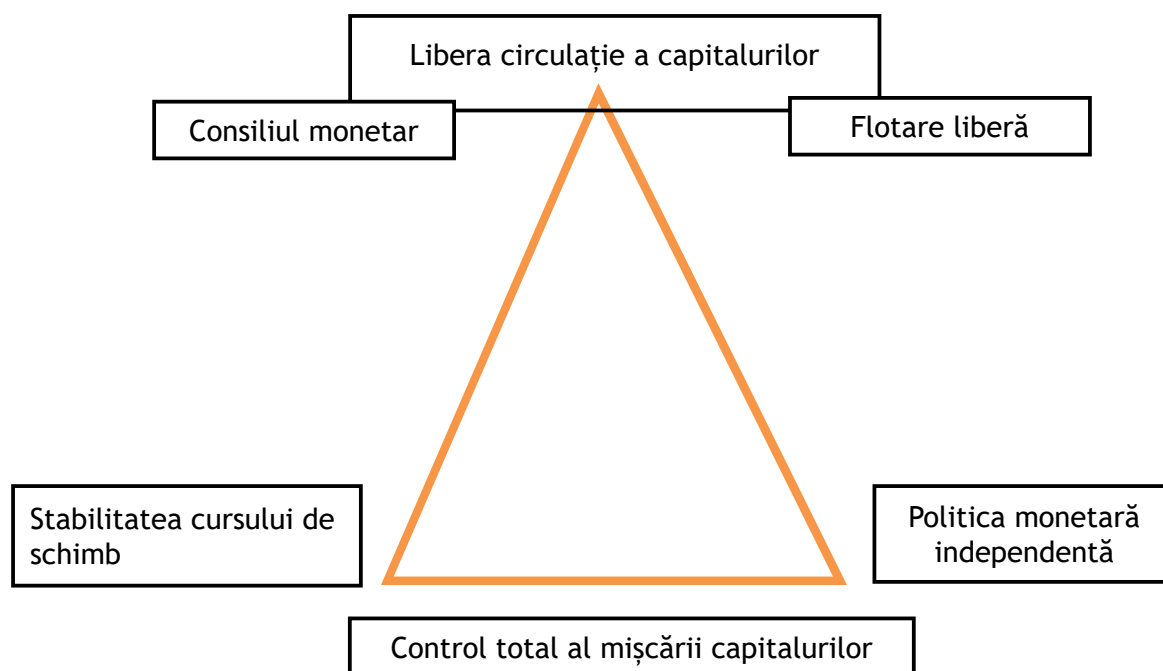 Libera circulație a capitalurilor
Consiliul monetar
Flotare liberă
Stabilitatea cursului de
schimb
Politica monetară
independentă
Control total al mișcării capitalurilor